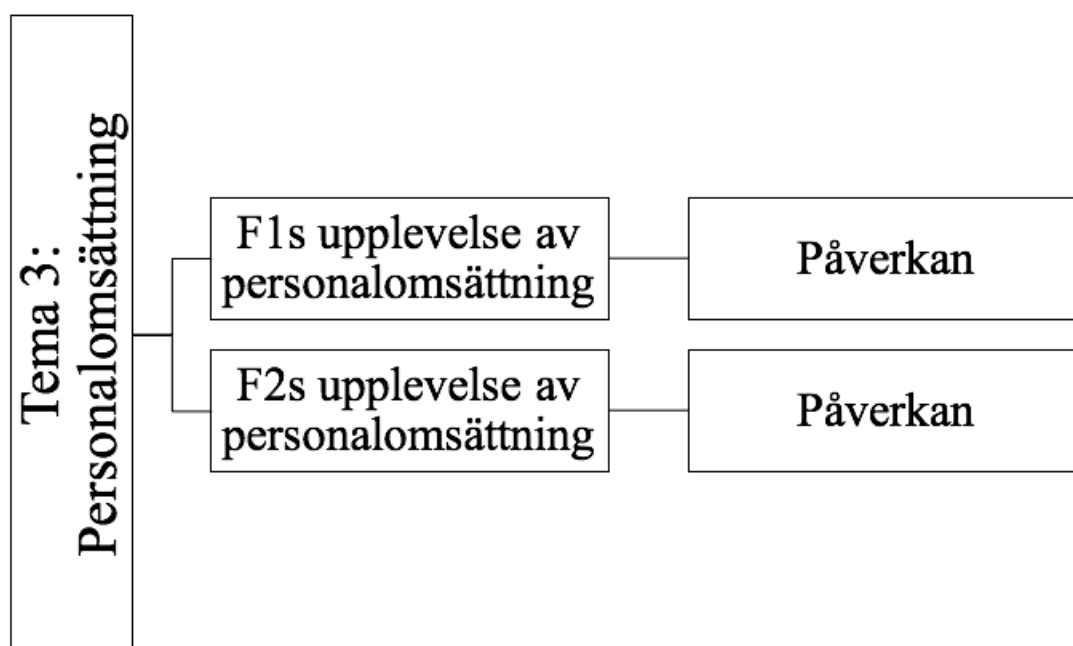 Tema 3:
Personalomsättning
F1s upplevelse av
personalomsättning
Påverkan
F2s upplevelse av
personalomsättning
Påverkan